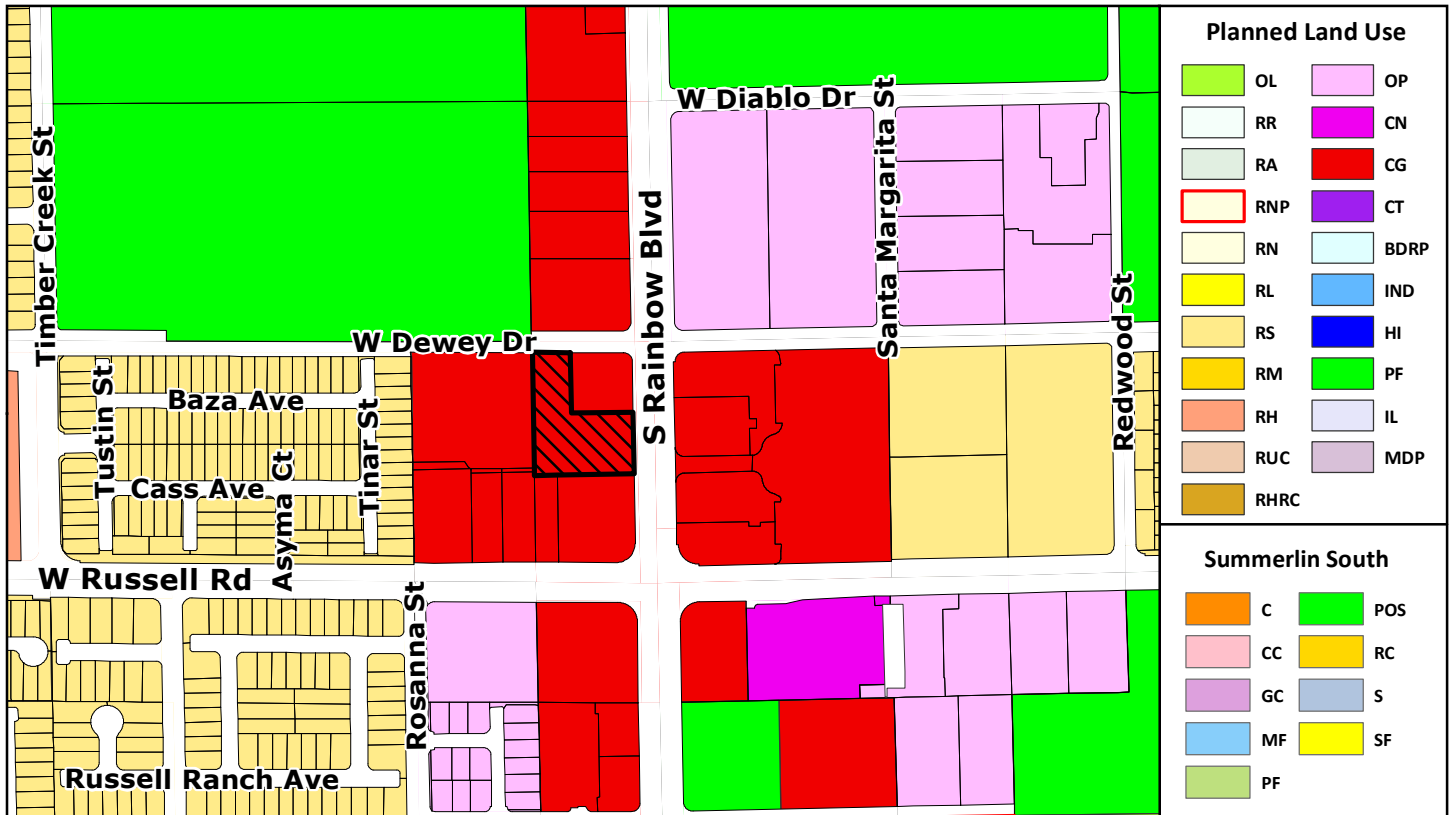 W Diablo Dr
Timber Creek St
Santa Margarita St
S Rainbow Blvd
Redwood St
W Dewey Dr
Baza Ave
Tustin St
Tinar St
Cass Ave
Asyma Ct
W Russell Rd
Rosanna St
Russell Ranch Ave
Planned Land Use
OL OP
RR CN
RA CG
RNP CT
RN BDRP
RL IND
RS HI
RM PF
RH IL
RUC MDP
RHRC
Summerlin South
C POS
CC RC
GC S
MF SF
PF